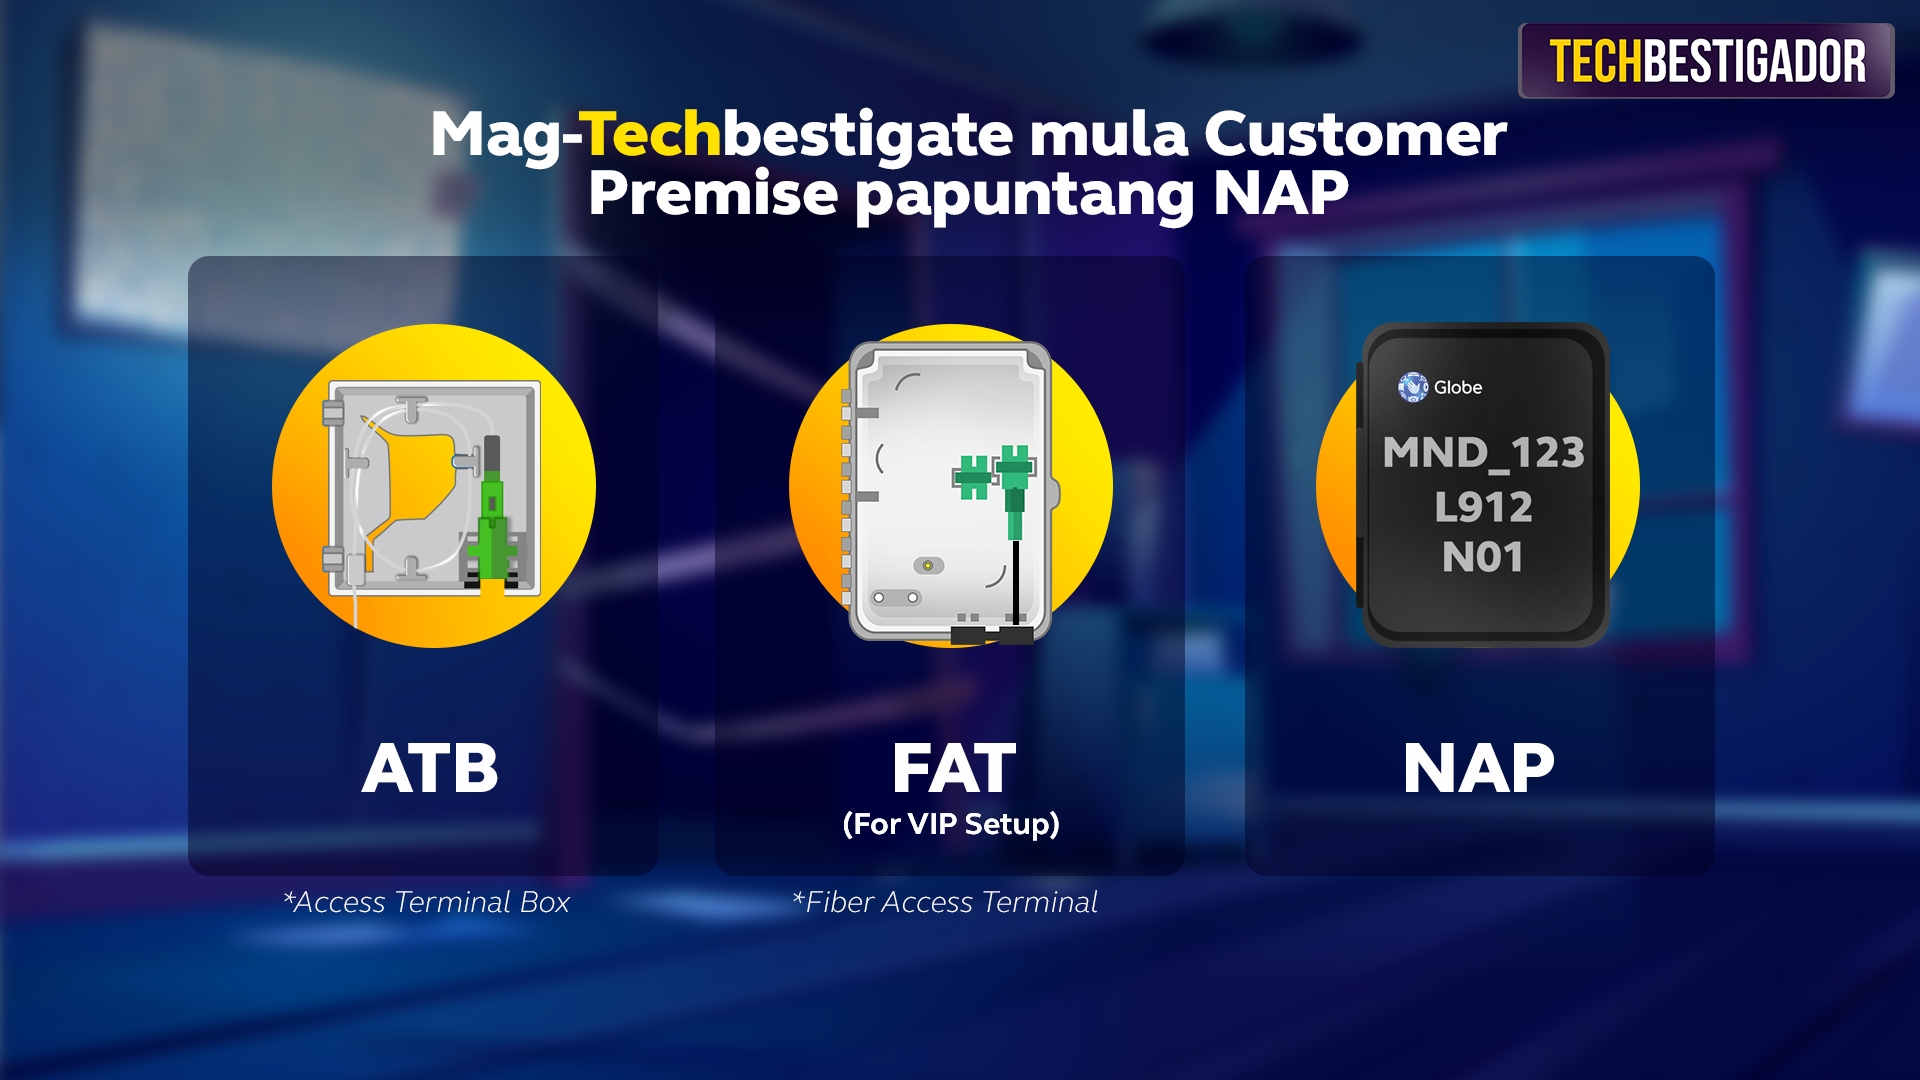 TECHBESTIGADOR
Mag-Techbestigate mula Customer
Premise papuntang NAP
Globe
MND_123
L912
N01
ATB
FAT
(For VIP Setup)
NAP
*Access Terminal Box
*Fiber Access Terminal